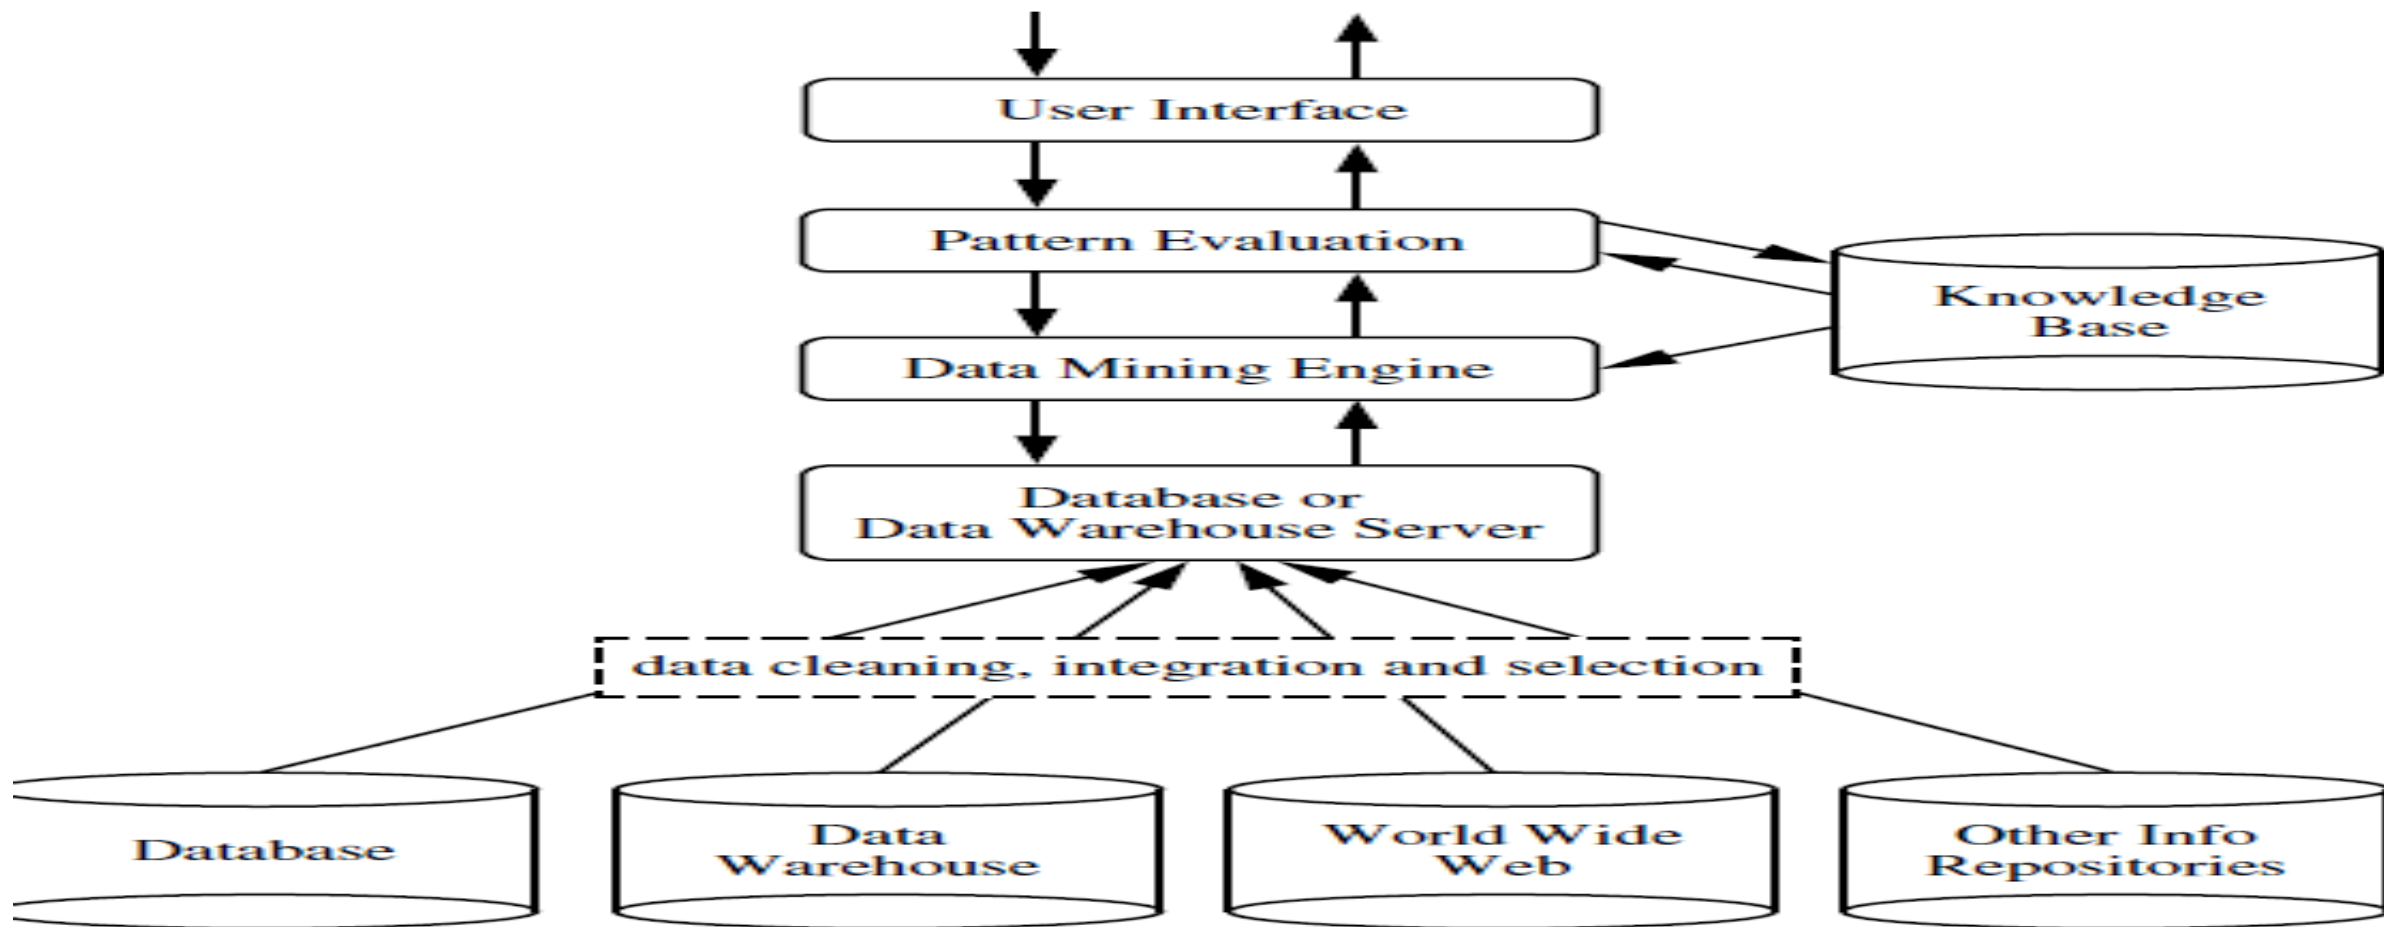 User Interface
Pattern Evaluation
Knowledge
Base
Data Mining Engine
Database or
Data Warehouse Server
data cleaning, integration and selection
Database
Data
Warehouse
World Wide
Web
Other Info
Repositories